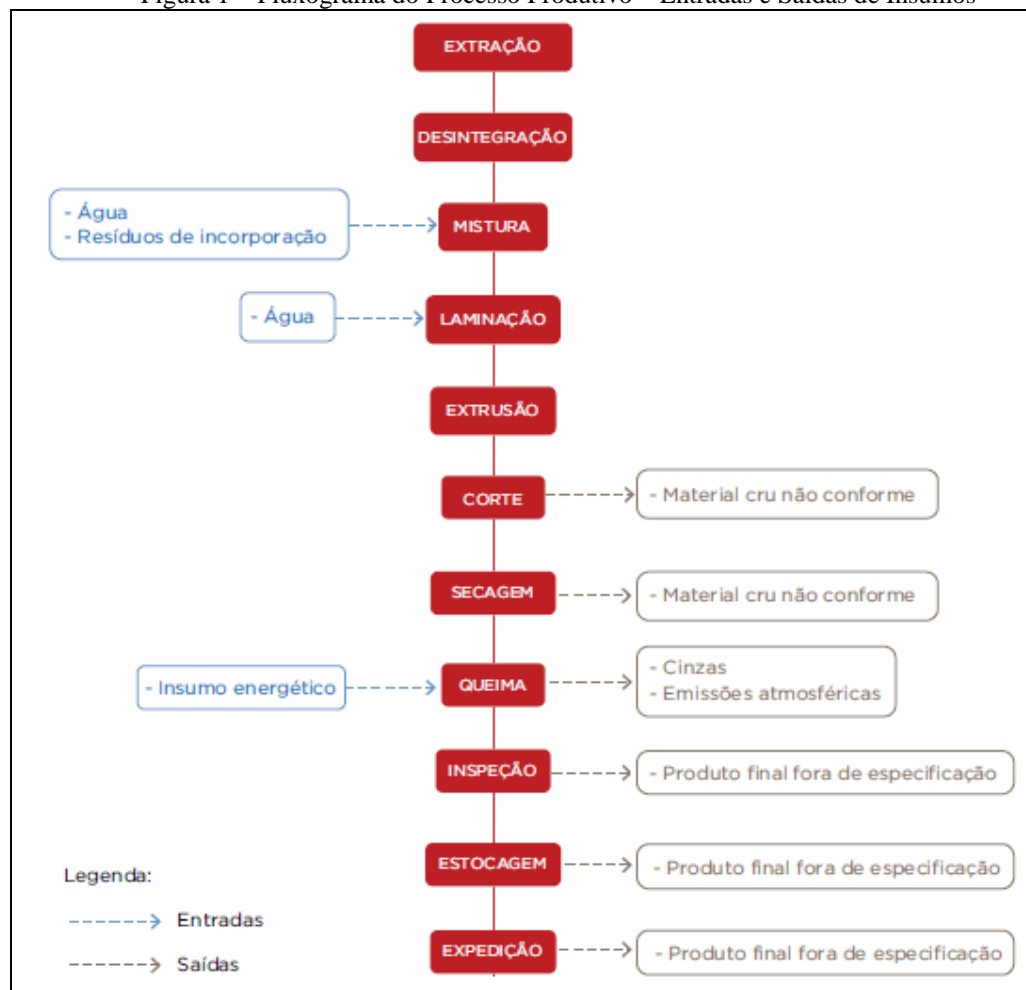 Figura 1 – Fluxograma do Processo Produtivo – Entradas e Saídas de Insumos
EXTRAÇÃO
DESINTEGRAÇÃO
- Água
- Resíduos de incorporação
MISTURA
- Água
LAMINAÇÃO
EXTRUSÃO
CORTE
- Material cru não conforme
SECAGEM
- Material cru não conforme
- Insumo energético
QUEIMA
- Cinzas
- Emissões atmosféricas
INSPEÇÃO
- Produto final fora de especificação
ESTOCAGEM
- Produto final fora de especificação
Legenda:
Entradas
EXPEDIÇÃO
- Produto final fora de especificação
Saídas